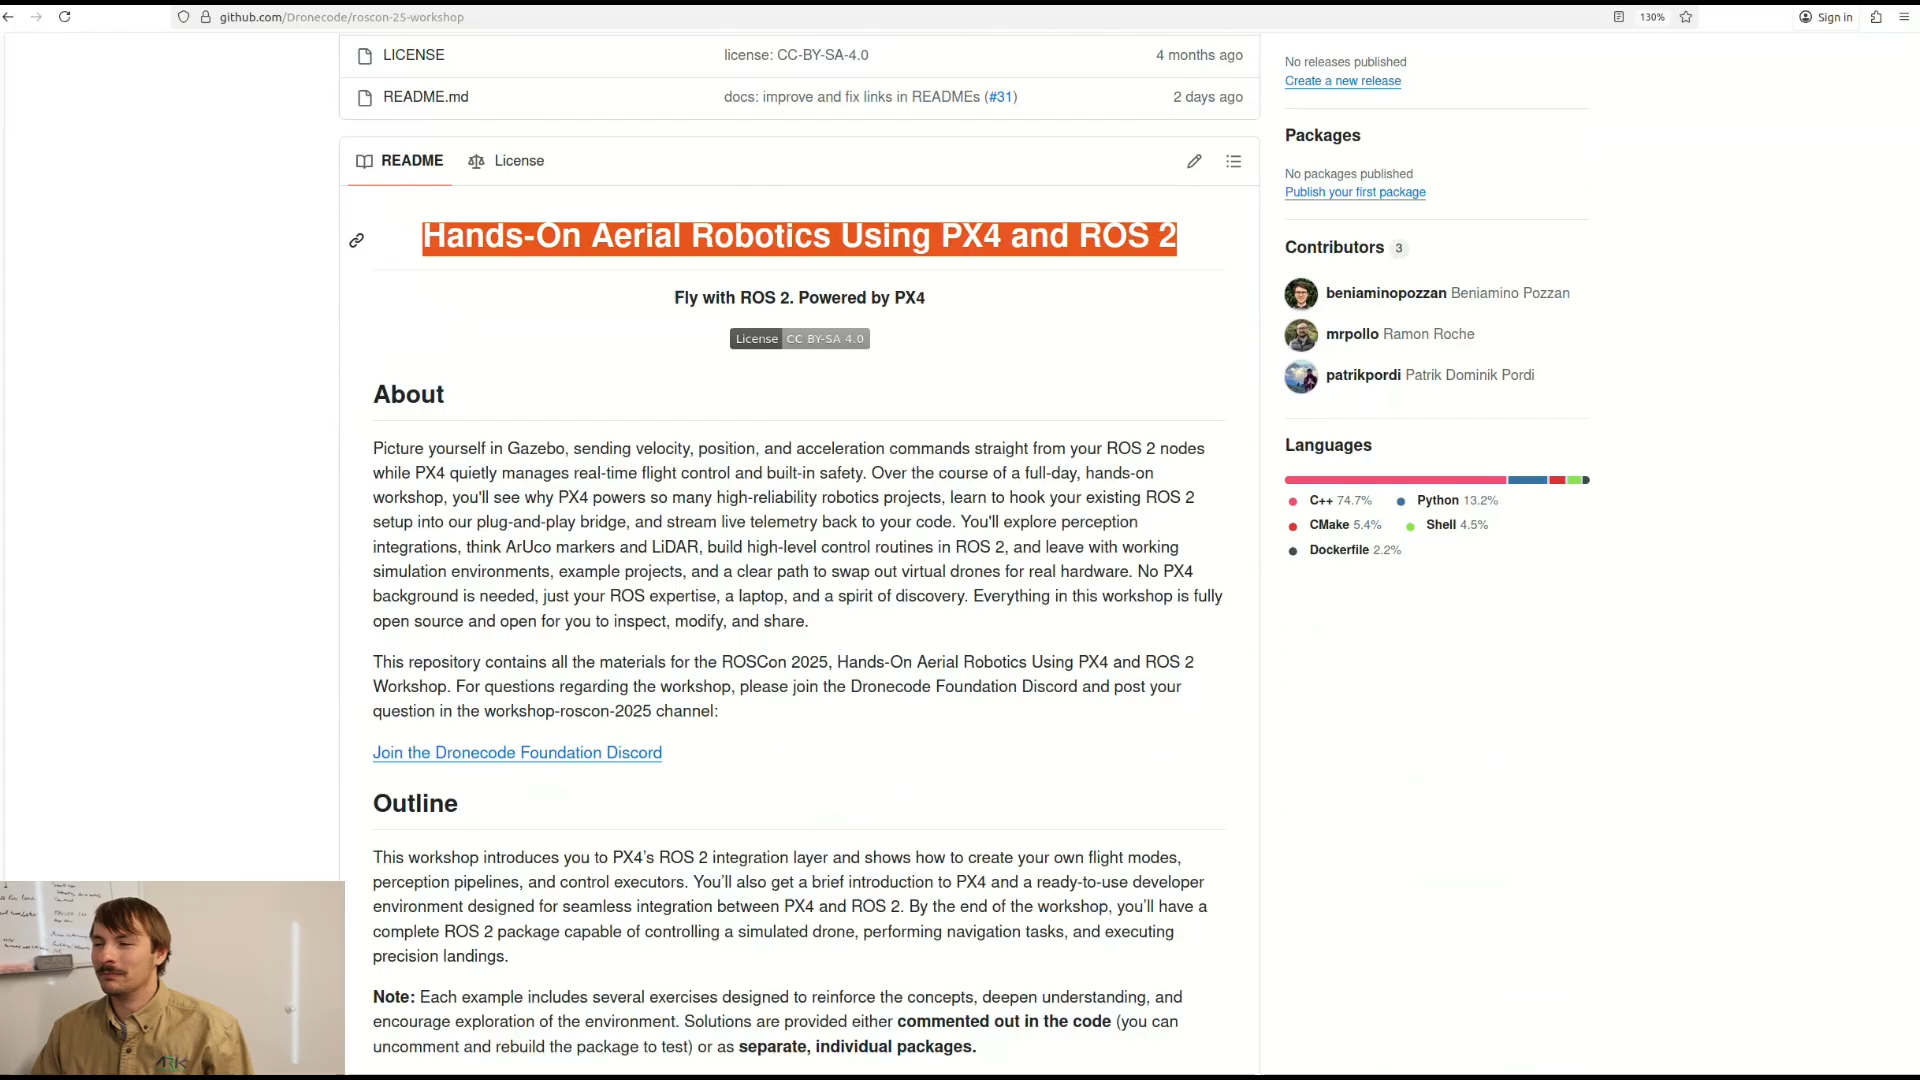 github.com/Dronecode/roscon-25-workshop
130%
Sign in
LICENSE
license: CC-BY-SA-4.0
4 months ago
README.md
docs: improve and fix links in READMEs (#31)
2 days ago
README
License
Hands-On Aerial Robotics Using PX4 and ROS 2
Fly with ROS 2. Powered by PX4
License CC BY-SA 4.0
About
Picture yourself in Gazebo, sending velocity, position, and acceleration commands straight from your ROS 2 nodes
while PX4 quietly manages real-time flight control and built-in safety. Over the course of a full-day, hands-on
workshop, you'll see why PX4 powers so many high-reliability robotics projects, learn to hook your existing ROS 2
setup into our plug-and-play bridge, and stream live telemetry back to your code. You'll explore perception
integrations, think ArUco markers and LiDAR, build high-level control routines in ROS 2, and leave with working
simulation environments, example projects, and a clear path to swap out virtual drones for real hardware. No PX4
background is needed, just your ROS expertise, a laptop, and a spirit of discovery. Everything in this workshop is fully
open source and open for you to inspect, modify, and share.
This repository contains all the materials for the ROSCon 2025, Hands-On Aerial Robotics Using PX4 and ROS 2
Workshop. For questions regarding the workshop, please join the Dronecode Foundation Discord and post your
question in the workshop-roscon-2025 channel:
Join the Dronecode Foundation Discord
Outline
This workshop introduces you to PX4’s ROS 2 integration layer and shows how to create your own flight modes,
perception pipelines, and control executors. You’ll also get a brief introduction to PX4 and a ready-to-use developer
environment designed for seamless integration between PX4 and ROS 2. By the end of the workshop, you’ll have a
complete ROS 2 package capable of controlling a simulated drone, performing navigation tasks, and executing
precision landings.
Note: Each example includes several exercises designed to reinforce the concepts, deepen understanding, and
encourage exploration of the environment. Solutions are provided either commented out in the code (you can
uncomment and rebuild the package to test) or as separate, individual packages.
No releases published
Create a new release
Packages
No packages published
Publish your first package
Contributors 3
beniaminopozzan Beniamino Pozzan
mrpollo Ramon Roche
patrikpordi Patrik Dominik Pordi
Languages
C++ 74.7%
Python 13.2%
CMake 5.4%
Shell 4.5%
Dockerfile 2.2%
ARK